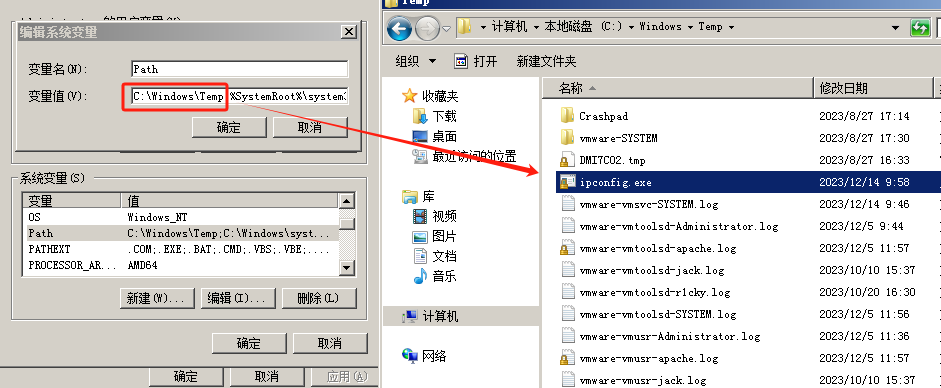 编辑系统变量
变量名(N):
Path
变量值(V):
C:\Windows\Temp
%SystemRoot%\system3
确定
取消
系统变量(S)
变量
值
OS
Windows_NT
Path
C:\Windows\Temp;C:\Windows\syst...
PATHEXT
.COM;.EXE;.BAT;.CMD;.VBS;.VBE;....
PROCESSOR_AR...
AMD64
新建(W)...
编辑(I)...
删除(L)
确定
取消
确定
取消
应用(A)
Temp
计算机
本地磁盘 (C:)
Windows
Temp
组织
打开
新建文件夹
收藏夹
下载
桌面
最近访问的位置
库
视频
图片
文档
音乐
计算机
网络
名称
修改日期
Crashpad
2023/8/27 17:14
vmware-SYSTEM
2023/8/27 17:30
DMI7C02.tmp
2023/8/27 16:33
ipconfig.exe
2023/12/14 9:58
vmware-vmsvc-SYSTEM.log
2023/12/14 9:46
vmware-vmtoolsd-Administrator.log
2023/12/5 9:44
vmware-vmtoolsd-apache.log
2023/12/5 11:57
vmware-vmtoolsd-jack.log
2023/10/10 15:37
vmware-vmtoolsd-r1cky.log
2023/10/20 16:30
vmware-vmtoolsd-SYSTEM.log
2023/12/5 11:56
vmware-vmusr-Administrator.log
2023/12/5 11:36
vmware-vmusr-apache.log
2023/12/5 11:57
vmware-vmusr-jack.log
2023/10/10 15:37